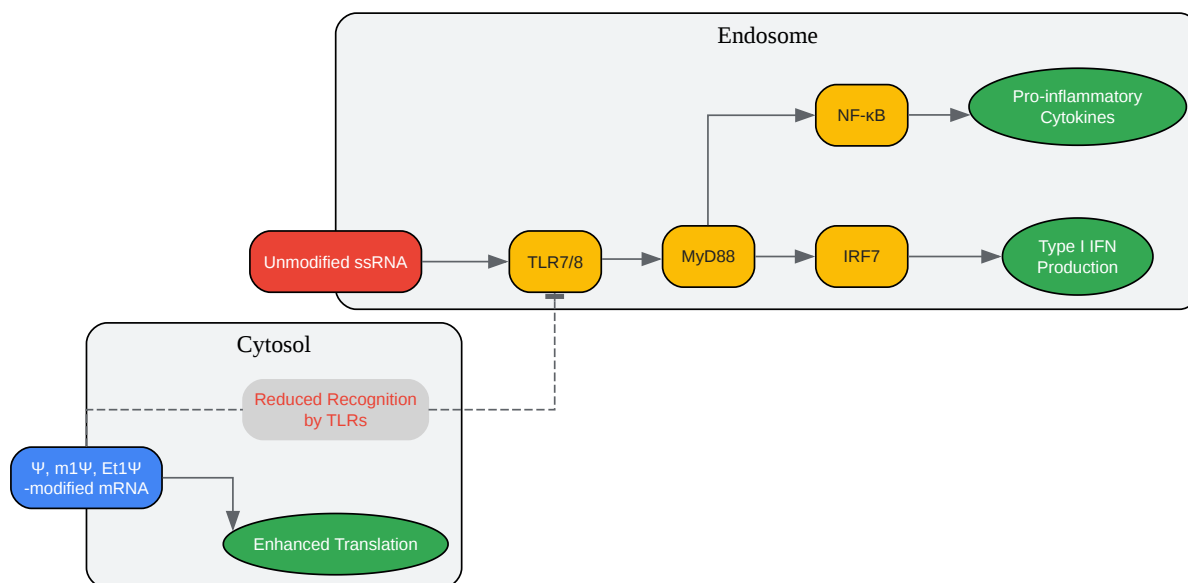 Endosome
Pro-inflammatory
Cytokines
NF-κB
Unmodified ssRNA
TLR7/8
MyD88
IRF7
Type I IFN
Production
Cytosol
Reduced Recognition
by TLRs
Ψ, m1Ψ, Et1Ψ
-modified mRNA
Enhanced Translation